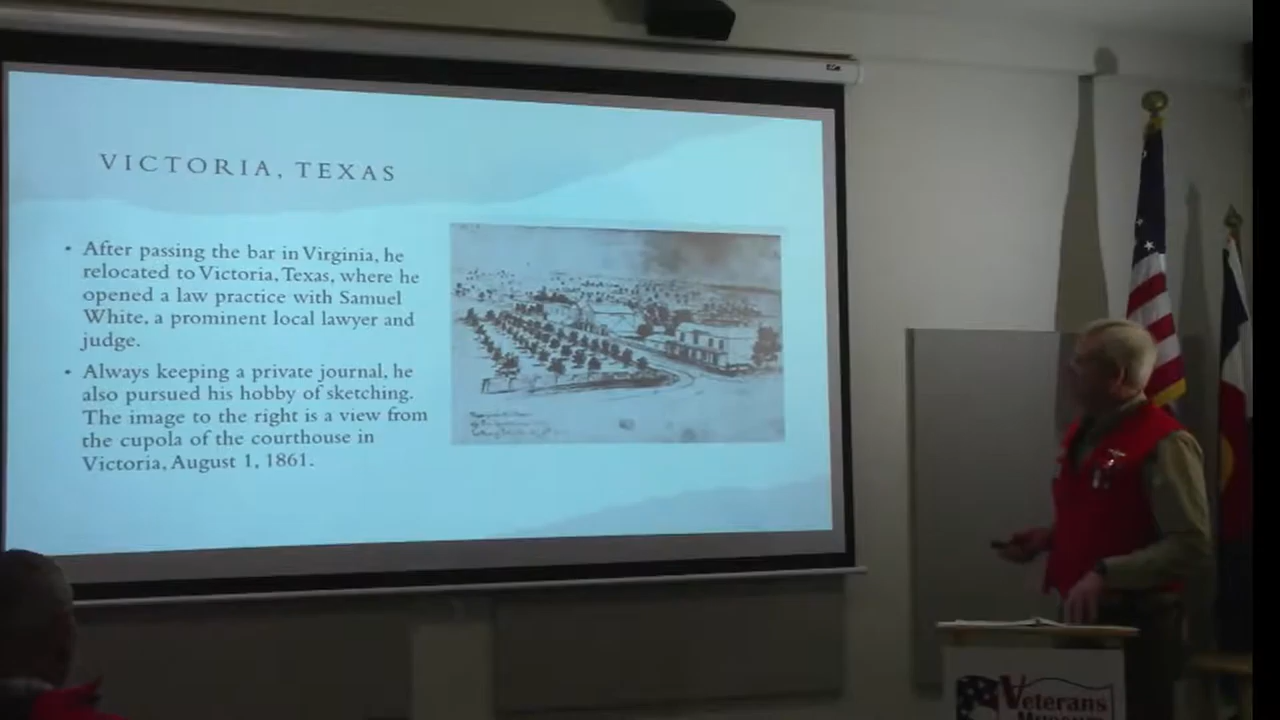 VICTORIA, TEXAS
• After passing the bar in Virginia, he
relocated to Victoria, Texas, where he
opened a law practice with Samuel
White, a prominent local lawyer and
judge.
• Always keeping a private journal, he
also pursued his hobby of sketching.
The image to the right is a view from
the cupola of the courthouse in
Victoria, August 1, 1861.
Veterans
Museum